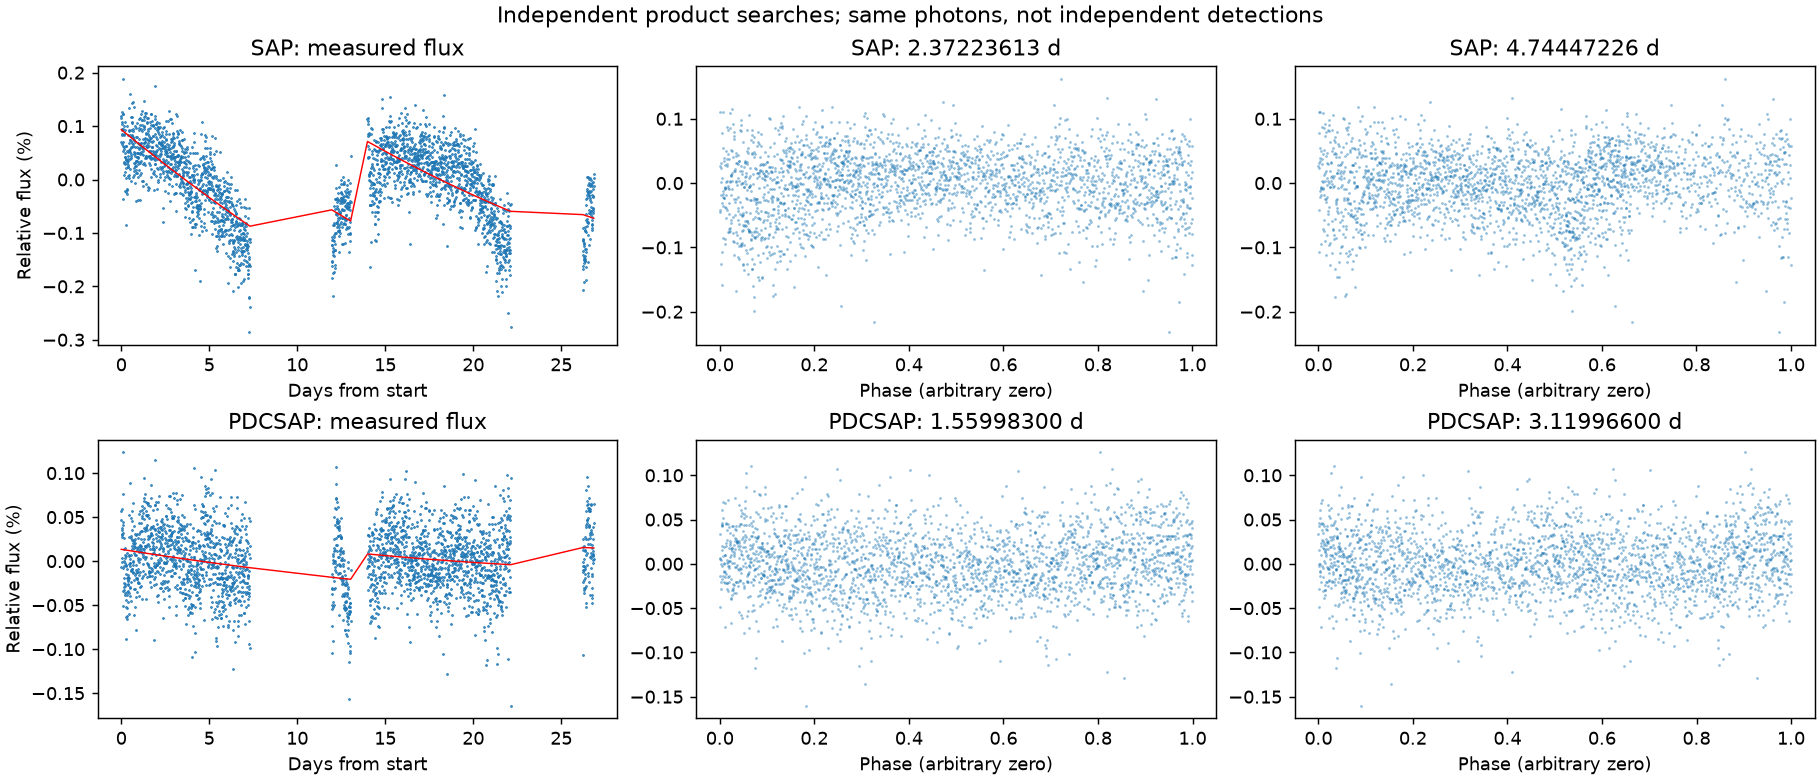 Independent product searches; same photons, not independent detections
SAP: measured flux
SAP: 2.37223613 d
SAP: 4.74447226 d
Relative flux (%)
0.2
0.1
0.0
−0.1
−0.2
−0.3
0 5 10 15 20 25
Days from start
0.1
0.0
−0.1
−0.2
0.0 0.2 0.4 0.6 0.8 1.0
Phase (arbitrary zero)
0.1
0.0
−0.1
−0.2
0.0 0.2 0.4 0.6 0.8 1.0
Phase (arbitrary zero)
PDCSAP: measured flux
PDCSAP: 1.55998300 d
PDCSAP: 3.11996600 d
Relative flux (%)
0.10
0.05
0.00
−0.05
−0.10
−0.15
0 5 10 15 20 25
Days from start
0.10
0.05
0.00
−0.05
−0.10
−0.15
0.0 0.2 0.4 0.6 0.8 1.0
Phase (arbitrary zero)
0.10
0.05
0.00
−0.05
−0.10
−0.15
0.0 0.2 0.4 0.6 0.8 1.0
Phase (arbitrary zero)